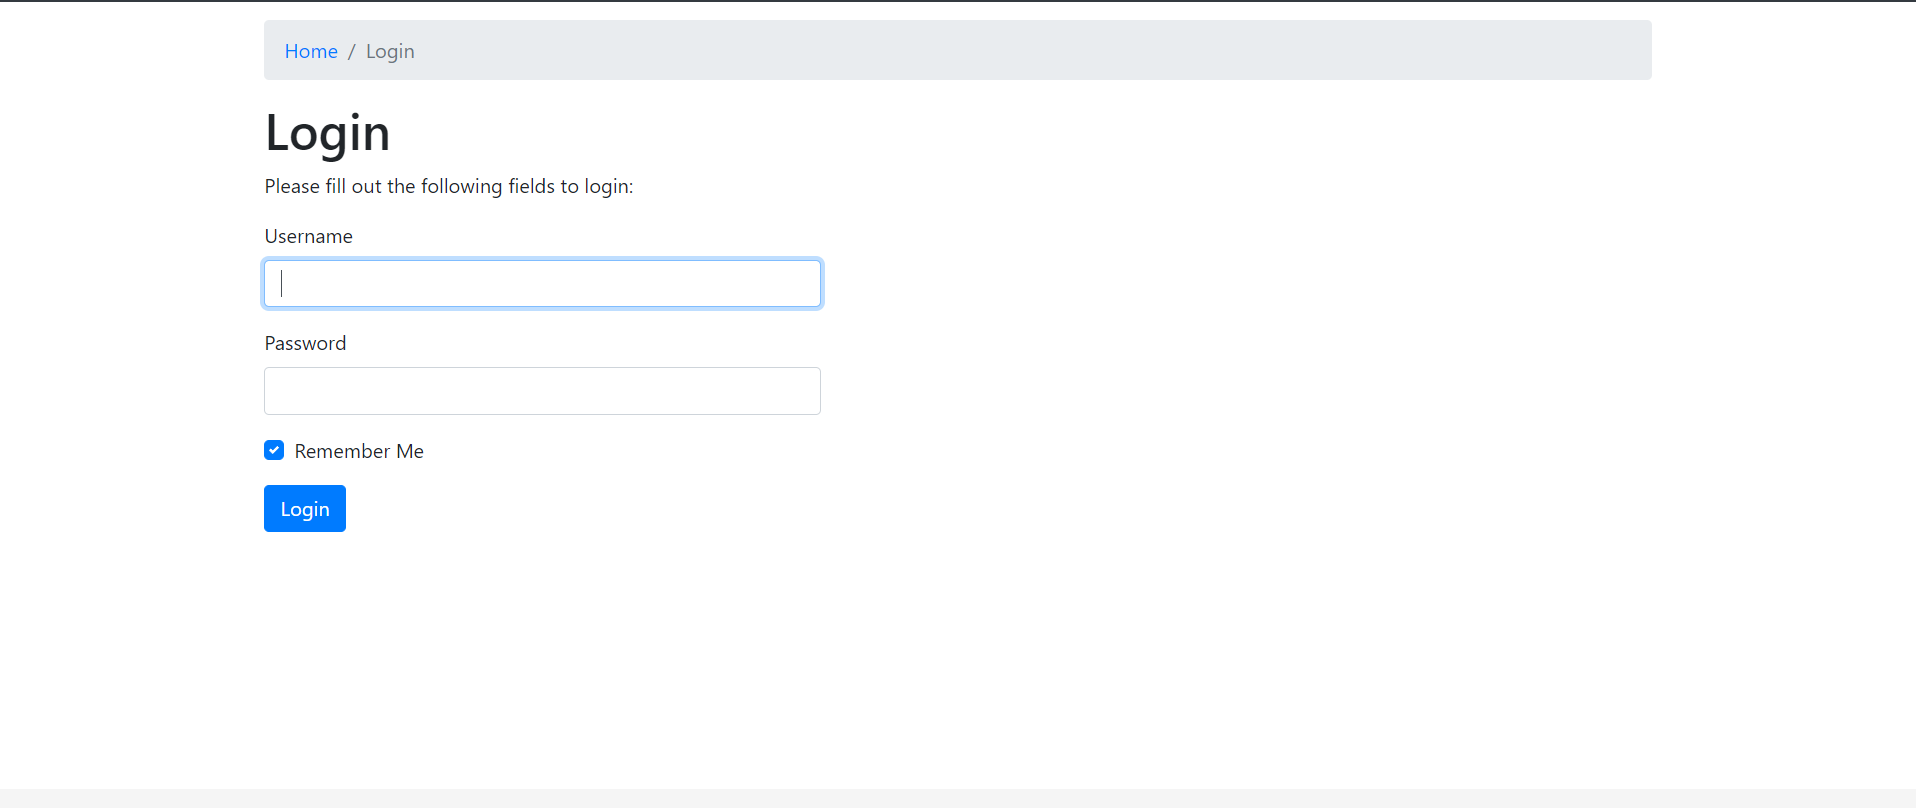 Home / Login
Login
Please fill out the following fields to login:
Username
Password
Remember Me
Login